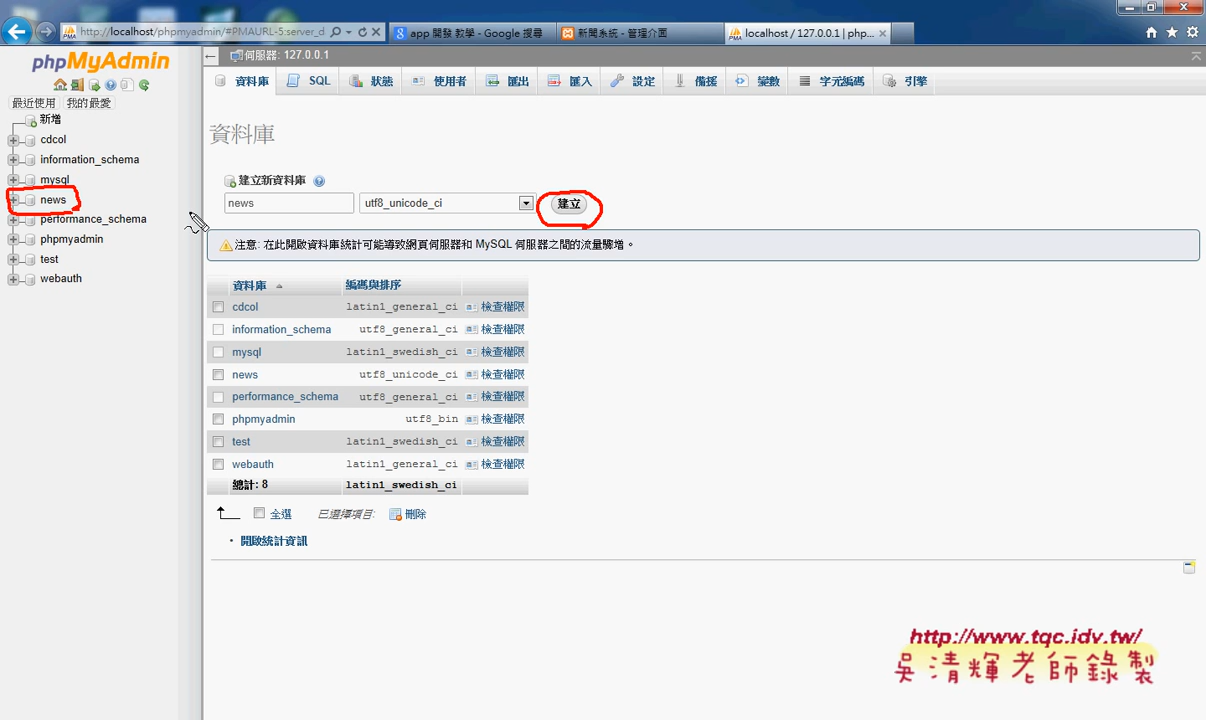 http://localhost/phpmyadmin/#PMAURL-5:server_d
app 開發 教學 - Google 搜尋
新聞系統 - 管理介面
localhost / 127.0.0.1 | php...
phpMyAdmin
最近使用 我的最愛
新增
cdcol
information_schema
mysql
news
performance_schema
phpmyadmin
test
webauth
伺服器: 127.0.0.1
資料庫 SQL 狀態 使用者 匯出 匯入 設定 備援 變數 字元編碼 引擎
資料庫
建立新資料庫
news utf8_unicode_ci 建立
注意: 在此開啟資料庫統計可能導致網頁伺服器和 MySQL 伺服器之間的流量驟增。
資料庫 編碼與排序
cdcol latin1_general_ci 檢查權限
information_schema utf8_general_ci 檢查權限
mysql latin1_swedish_ci 檢查權限
news utf8_unicode_ci 檢查權限
performance_schema utf8_general_ci 檢查權限
phpmyadmin utf8_bin 檢查權限
test latin1_swedish_ci 檢查權限
webauth latin1_general_ci 檢查權限
總計: 8 latin1_swedish_ci
全選 已選擇項目: 刪除
開啟統計資訊
http://www.tqc.idv.tw/
吳清輝老師錄製